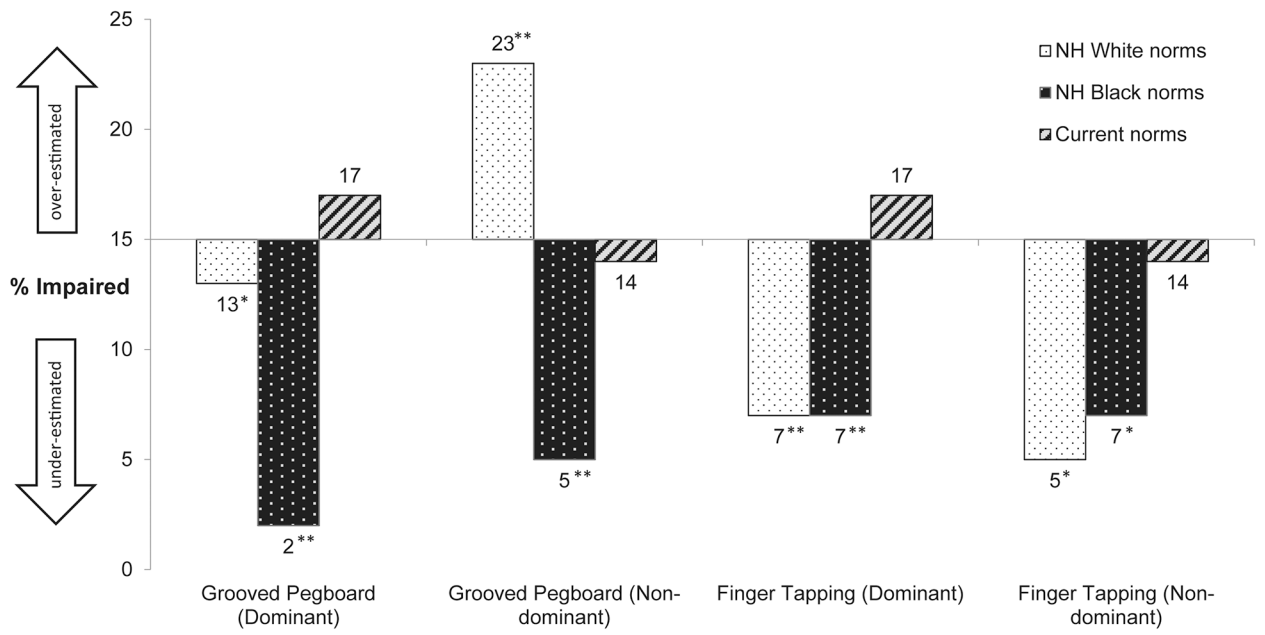 25
20
15
10
5
0
over-estimated
% Impaired
under-estimated
NH White norms
NH Black norms
Current norms
13*
2**
17
23**
5**
14
7**
7**
17
5*
7*
14
Grooved Pegboard
(Dominant)
Grooved Pegboard (Non-
dominant)
Finger Tapping (Dominant)
Finger Tapping (Non-
dominant)